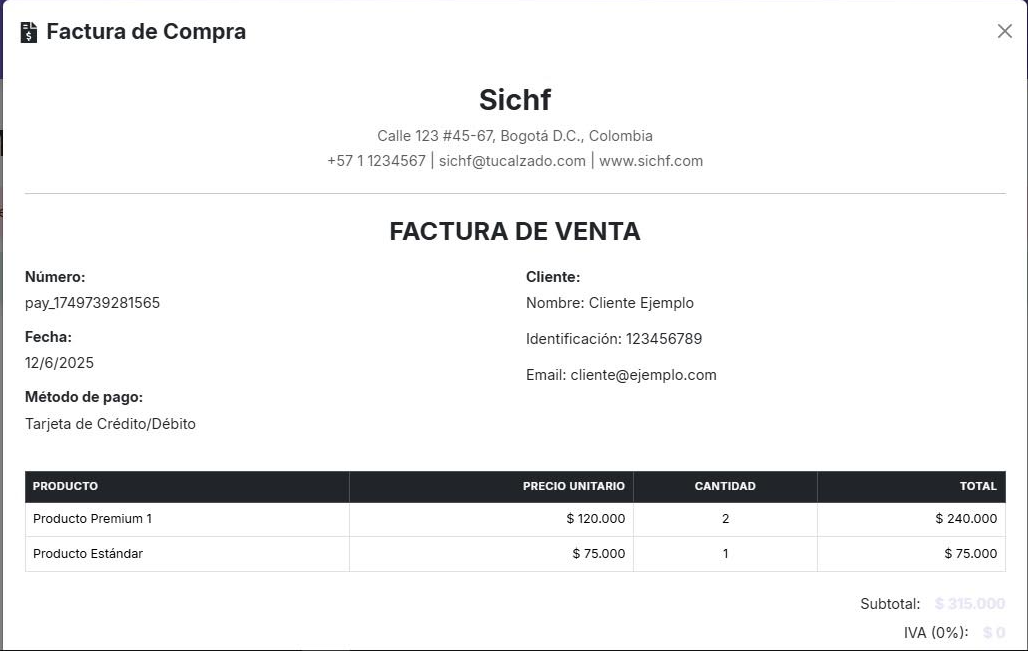 Factura de Compra
Sichf
Calle 123 #45-67, Bogotá D.C., Colombia
+57 1 1234567 | sichf@tucalzado.com | www.sichf.com
FACTURA DE VENTA
Número:
pay_1749739281565
Fecha:
12/6/2025
Método de pago:
Tarjeta de Crédito/Débito
Cliente:
Nombre: Cliente Ejemplo
Identificación: 123456789
Email: cliente@ejemplo.com
PRODUCTO PRECIO UNITARIO CANTIDAD TOTAL
Producto Premium 1 $ 120.000 2 $ 240.000
Producto Estándar $ 75.000 1 $ 75.000
Subtotal: $ 315.000
IVA (0%): $ 0